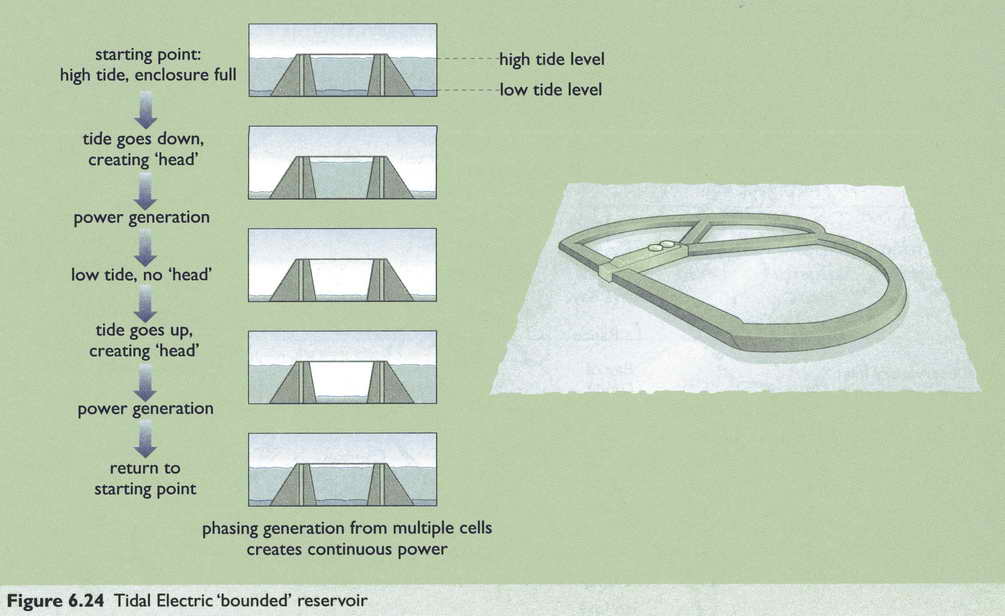 starting point:
high tide, enclosure full
high tide level
low tide level
tide goes down,
creating ‘head’
power generation
low tide, no ‘head’
tide goes up,
creating ‘head’
power generation
return to
starting point
phasing generation from multiple cells
creates continuous power
Figure 6.24 Tidal Electric ‘bounded’ reservoir